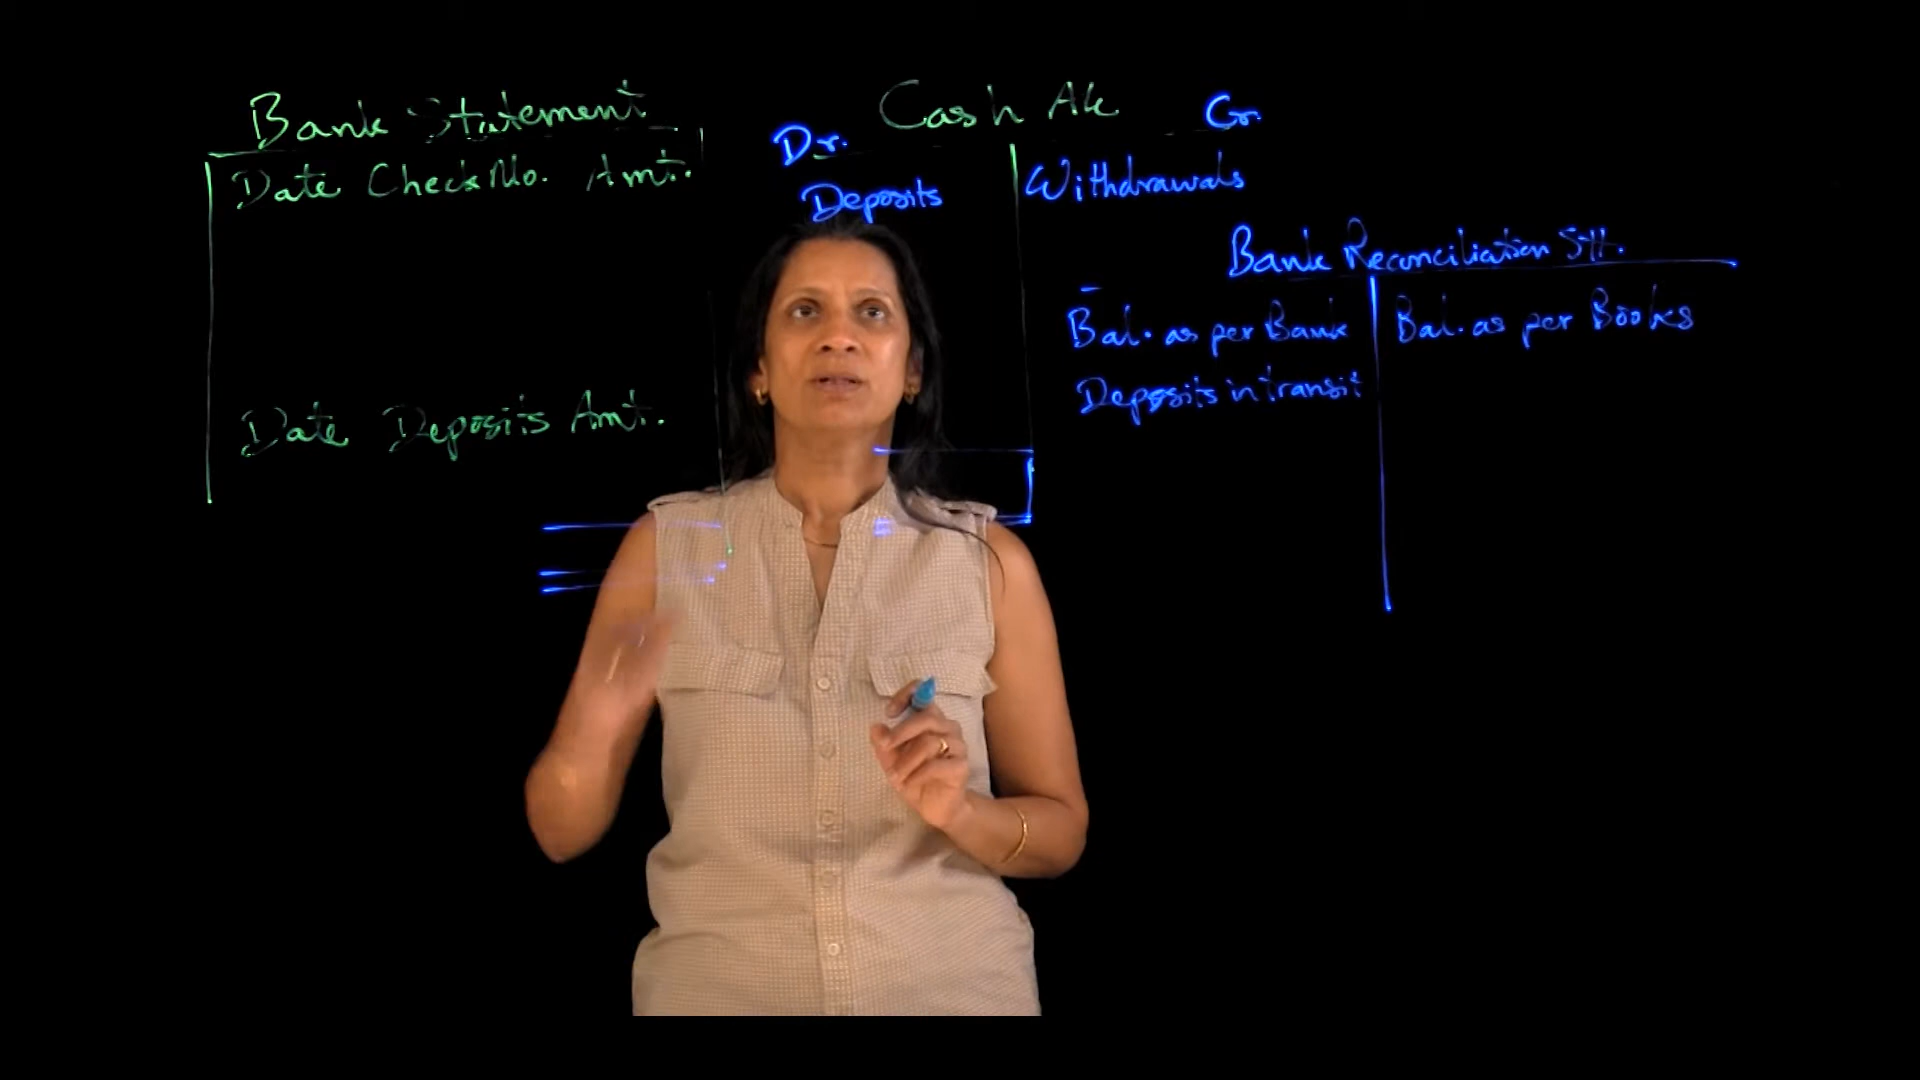 Bank Statement
Date Check No. Amt.
Date Deposits Amt.
Cash A/c
Dr.
Cr.
Deposits
Withdrawals
Bank Reconciliation Stt.
Bal. as per Bank
Bal. as per Books
Deposits in transit